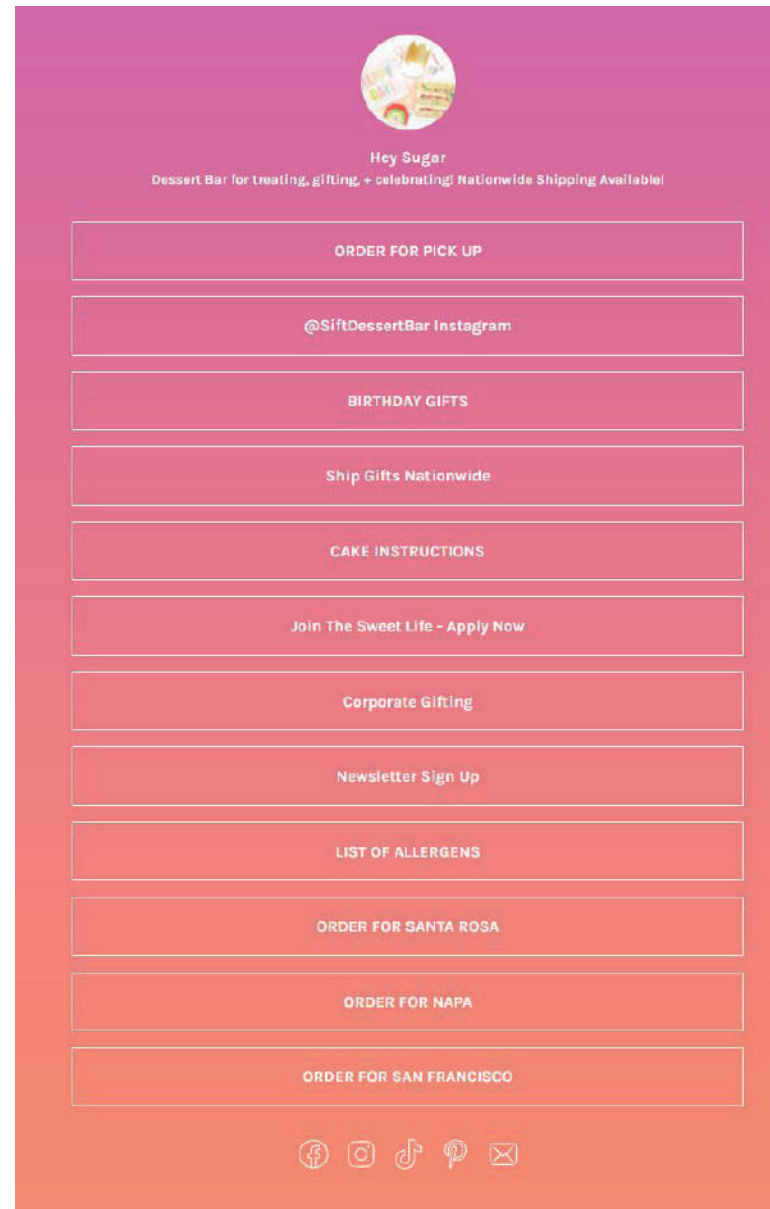 Hey Sugar
Dessert Bar for treating, gifting, + celebrating! Nationwide Shipping Available!
ORDER FOR PICK UP
@SiftDessertBar Instagram
BIRTHDAY GIFTS
Ship Gifts Nationwide
CAKE INSTRUCTIONS
Join The Sweet Life - Apply Now
Corporate Gifting
Newsletter Sign Up
LIST OF ALLERGENS
ORDER FOR SANTA ROSA
ORDER FOR NAPA
ORDER FOR SAN FRANCISCO